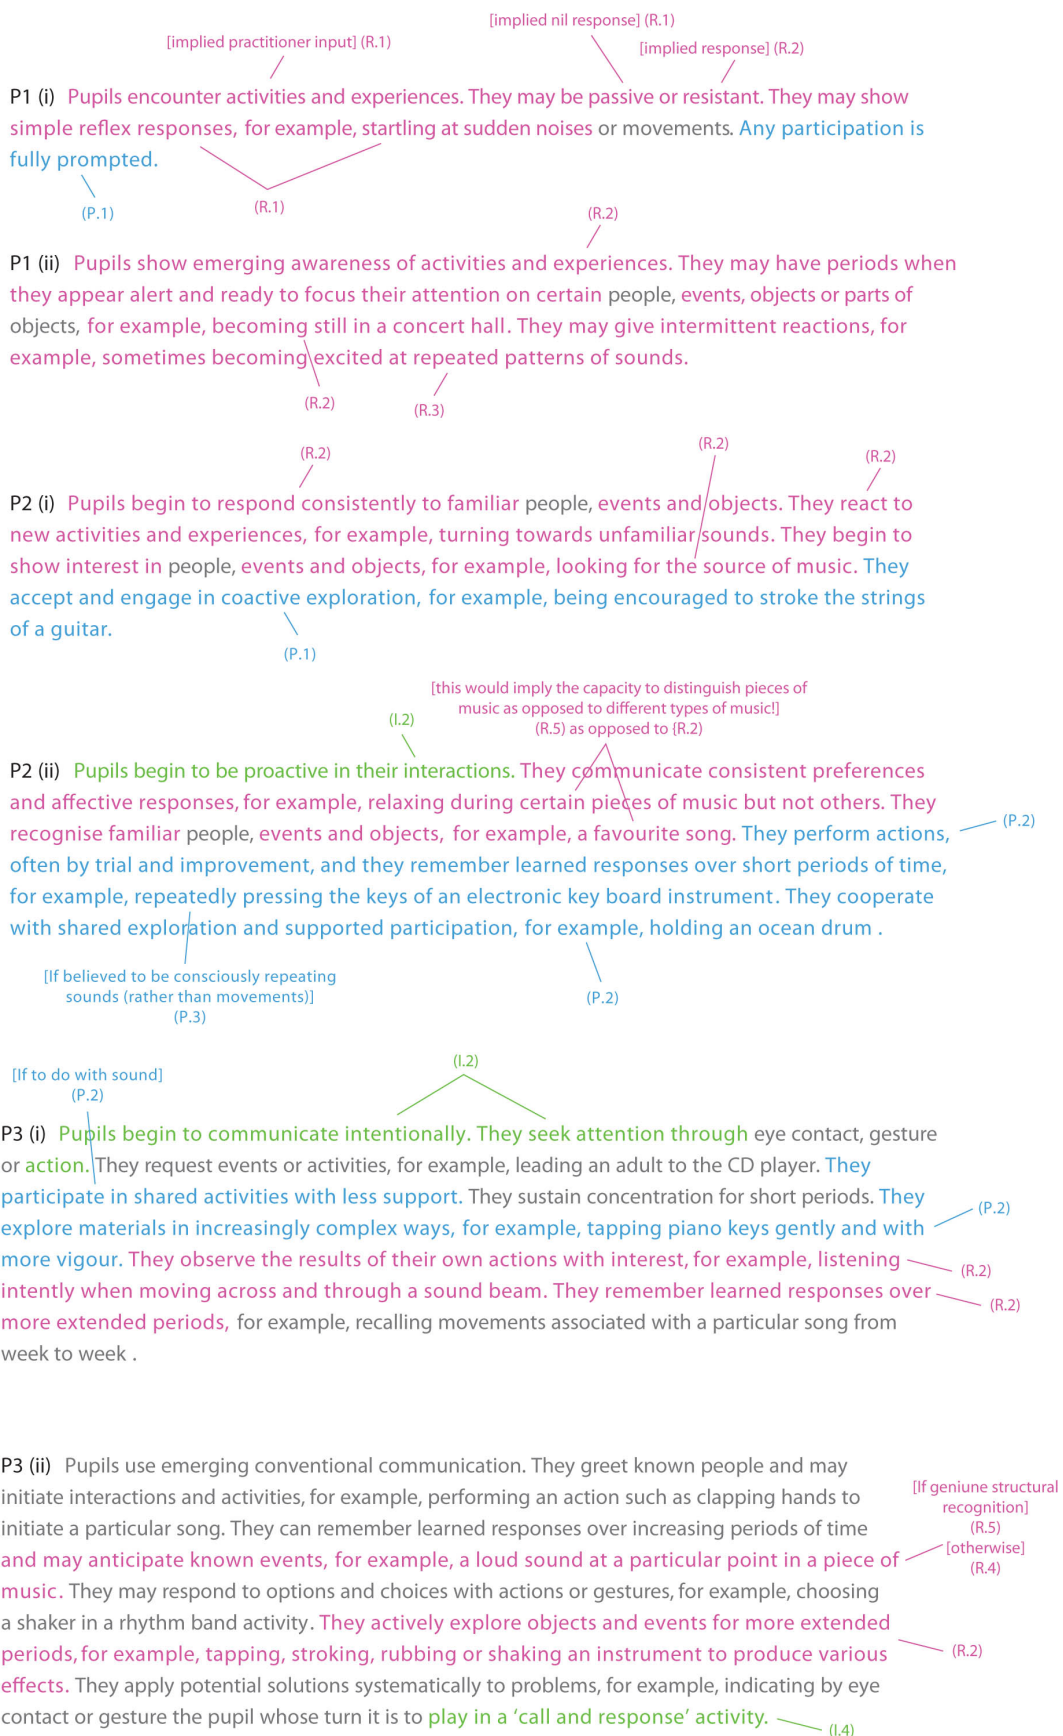 [implied nil response] (R.1)
[implied practitioner input] (R.1)
[implied response] (R.2)
P1 (i) Pupils encounter activities and experiences. They may be passive or resistant. They may show
simple reflex responses, for example, startling at sudden noises or movements. Any participation is
fully prompted.
(P.1)
(R.1)
(R.2)
P1 (ii) Pupils show emerging awareness of activities and experiences. They may have periods when
they appear alert and ready to focus their attention on certain people, events, objects or parts of
objects, for example, becoming still in a concert hall. They may give intermittent reactions, for
example, sometimes becoming excited at repeated patterns of sounds.
(R.2)
(R.3)
(R.2)
(R.2)
(R.2)
P2 (i) Pupils begin to respond consistently to familiar people, events and objects. They react to
new activities and experiences, for example, turning towards unfamiliar sounds. They begin to
show interest in people, events and objects, for example, looking for the source of music. They
accept and engage in coactive exploration, for example, being encouraged to stroke the strings
of a guitar.
(P.1)
[this would imply the capacity to distinguish pieces of
music as opposed to different types of music!]
(R.5) as opposed to {R.2)
(I.2)
P2 (ii) Pupils begin to be proactive in their interactions. They communicate consistent preferences
and affective responses, for example, relaxing during certain pieces of music but not others. They
recognise familiar people, events and objects, for example, a favourite song. They perform actions,
(P.2)
often by trial and improvement, and they remember learned responses over short periods of time,
for example, repeatedly pressing the keys of an electronic key board instrument. They cooperate
with shared exploration and supported participation, for example, holding an ocean drum .
[If believed to be consciously repeating
sounds (rather than movements)]
(P.3)
(P.2)
(I.2)
[If to do with sound]
(P.2)
P3 (i) Pupils begin to communicate intentionally. They seek attention through eye contact, gesture
or action. They request events or activities, for example, leading an adult to the CD player. They
participate in shared activities with less support. They sustain concentration for short periods. They
explore materials in increasingly complex ways, for example, tapping piano keys gently and with
(P.2)
more vigour. They observe the results of their own actions with interest, for example, listening
(R.2)
intently when moving across and through a sound beam. They remember learned responses over
(R.2)
more extended periods, for example, recalling movements associated with a particular song from
week to week .
P3 (ii) Pupils use emerging conventional communication. They greet known people and may
initiate interactions and activities, for example, performing an action such as clapping hands to
initiate a particular song. They can remember learned responses over increasing periods of time
[If geniune structural
recognition]
(R.5)
[otherwise]
(R.4)
and may anticipate known events, for example, a loud sound at a particular point in a piece of
music. They may respond to options and choices with actions or gestures, for example, choosing
a shaker in a rhythm band activity. They actively explore objects and events for more extended
periods, for example, tapping, stroking, rubbing or shaking an instrument to produce various
(R.2)
effects. They apply potential solutions systematically to problems, for example, indicating by eye
contact or gesture the pupil whose turn it is to play in a ‘call and response’ activity.
(I.4)